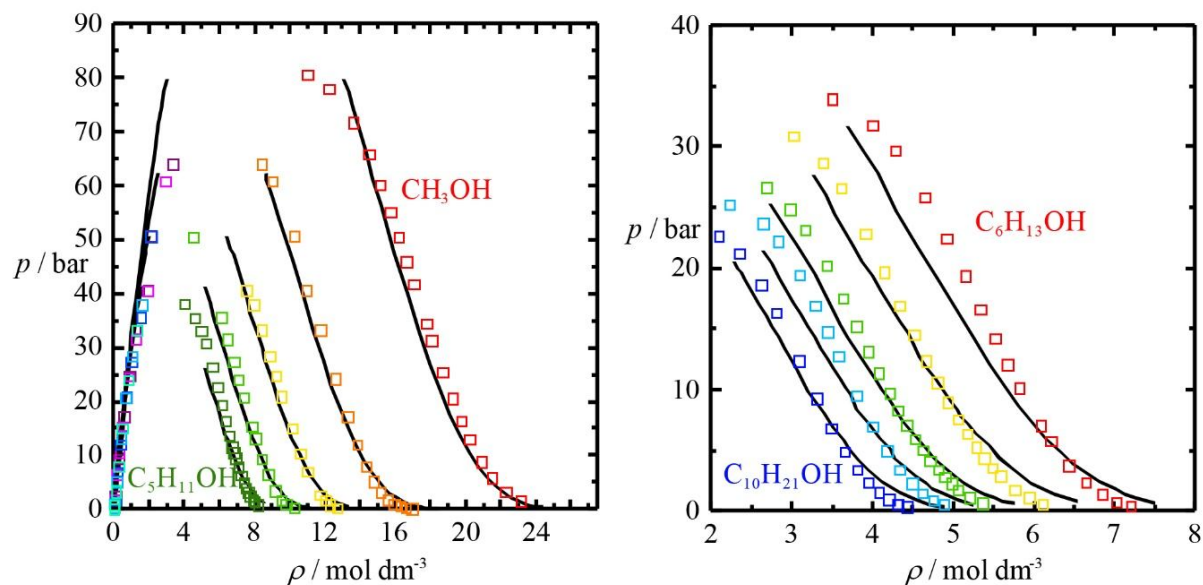 90
80
70
60
50
40
30
20
10
0
p / bar
CH₃OH
C₅H₁₁OH
0 4 8 12 16 20 24
ρ / mol dm⁻³
40
30
20
10
0
p / bar
C₆H₁₃OH
C₁₀H₂₁OH
2 3 4 5 6 7 8
ρ / mol dm⁻³